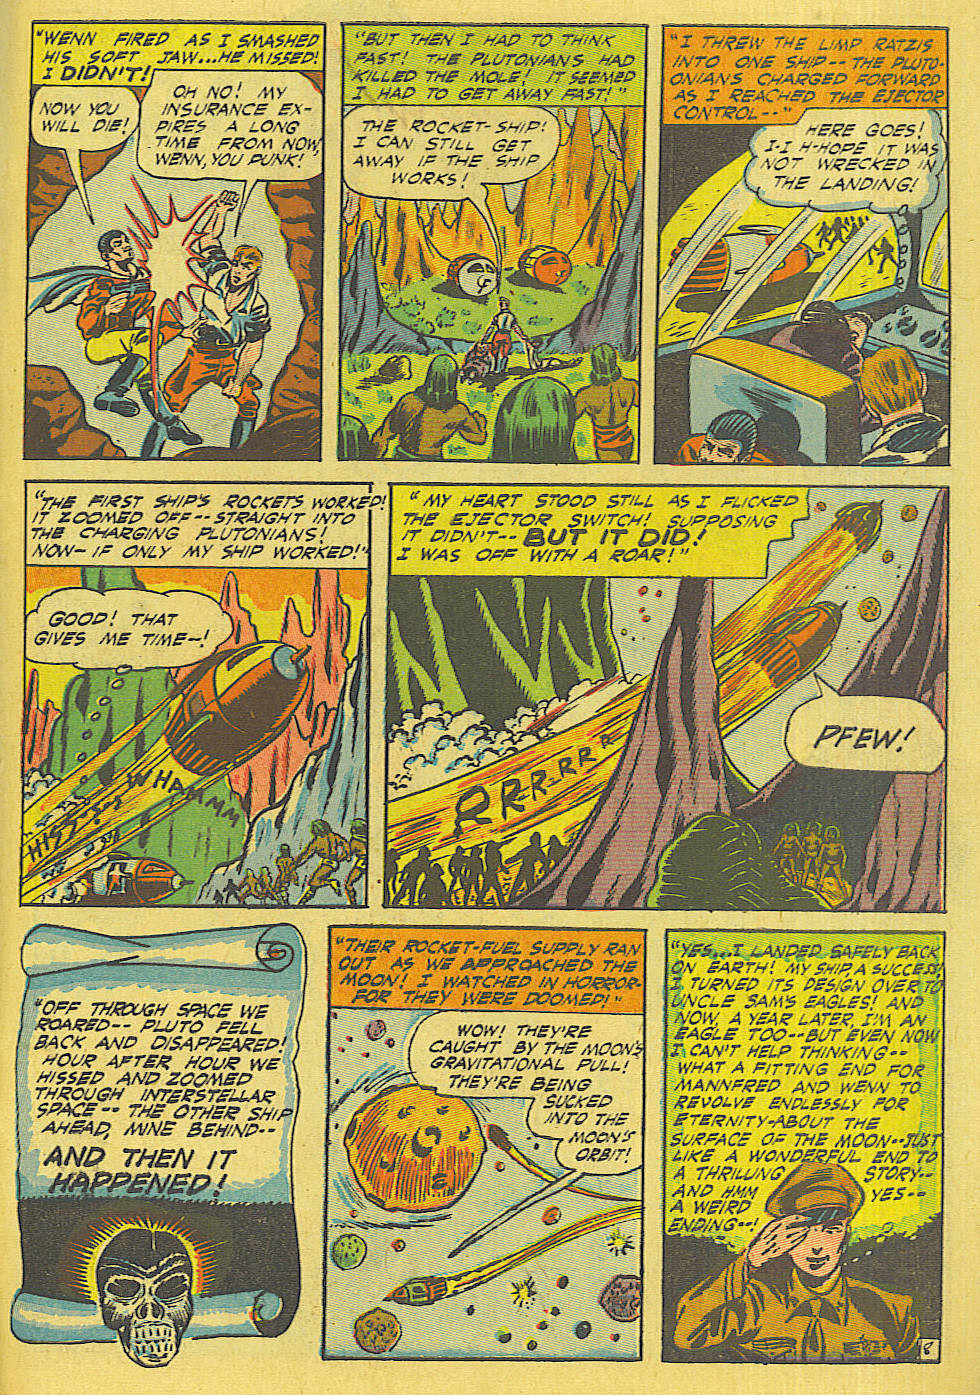 "WENN FIRED AS I SMASHED
HIS SOFT JAW...HE MISSED!
I DIDN'T!
NOW YOU
WILL DIE!
OH NO! MY
INSURANCE EX-
PIRES A LONG
TIME FROM NOW,
WENN, YOU PUNK!
"BUT THEN I HAD TO THINK
FAST! THE PLUTONIANS HAD
KILLED THE MOLE! IT SEEMED
I HAD TO GET AWAY FAST!"
THE ROCKET-SHIP!
I CAN STILL GET
AWAY IF THE SHIP
WORKS!
"I THREW THE LIMP RATZIS
INTO ONE SHIP-- THE PLUTO-
ONIANS CHARGED FORWARD
AS I REACHED THE EJECTOR
CONTROL--"
HERE GOES!
I-I H-HOPE IT WAS
NOT WRECKED IN
THE LANDING!
"THE FIRST SHIP'S ROCKETS WORKED!
IT ZOOMED OFF--STRAIGHT INTO
THE CHARGING PLUTONIANS!
NOW-- IF ONLY MY SHIP WORKED!"
GOOD! THAT
GIVES ME TIME--!
WHAMMMM
HISS-S-S
"MY HEART STOOD STILL AS I FLICKED
THE EJECTOR SWITCH! SUPPOSING
IT DIDN'T-- BUT IT DID!
I WAS OFF WITH A ROAR!"
RR-R-RRR
PFEW!
"OFF THROUGH SPACE WE
ROARED-- PLUTO FELL
BACK AND DISAPPEARED!
HOUR AFTER HOUR WE
HISSED AND ZOOMED
THROUGH INTERSTELLAR
SPACE-- THE OTHER SHIP
AHEAD, MINE BEHIND--
AND THEN IT
HAPPENED!
"THEIR ROCKET-FUEL SUPPLY RAN
OUT AS WE APPROACHED THE
MOON! I WATCHED IN HORROR-
FOR THEY WERE DOOMED!"
WOW! THEY'RE
CAUGHT BY THE MOON'S
GRAVITATIONAL PULL!
THEY'RE BEING
SUCKED
INTO THE
MOON'S
ORBIT!
"YES...I LANDED SAFELY BACK
ON EARTH! MY SHIP, A SUCCESS!
I TURNED ITS DESIGN OVER TO
UNCLE SAM'S EAGLES! AND
NOW, A YEAR LATER, I'M AN
EAGLE TOO--BUT EVEN NOW
I CAN'T HELP THINKING--
WHAT A FITTING END FOR
MANNFRED AND WENN TO
REVOLVE ENDLESSLY FOR
ETERNITY-ABOUT THE
SURFACE OF THE MOON--JUST
LIKE A WONDERFUL END TO
A THRILLING STORY--
AND HMM YES--
A WEIRD
ENDING--!
8